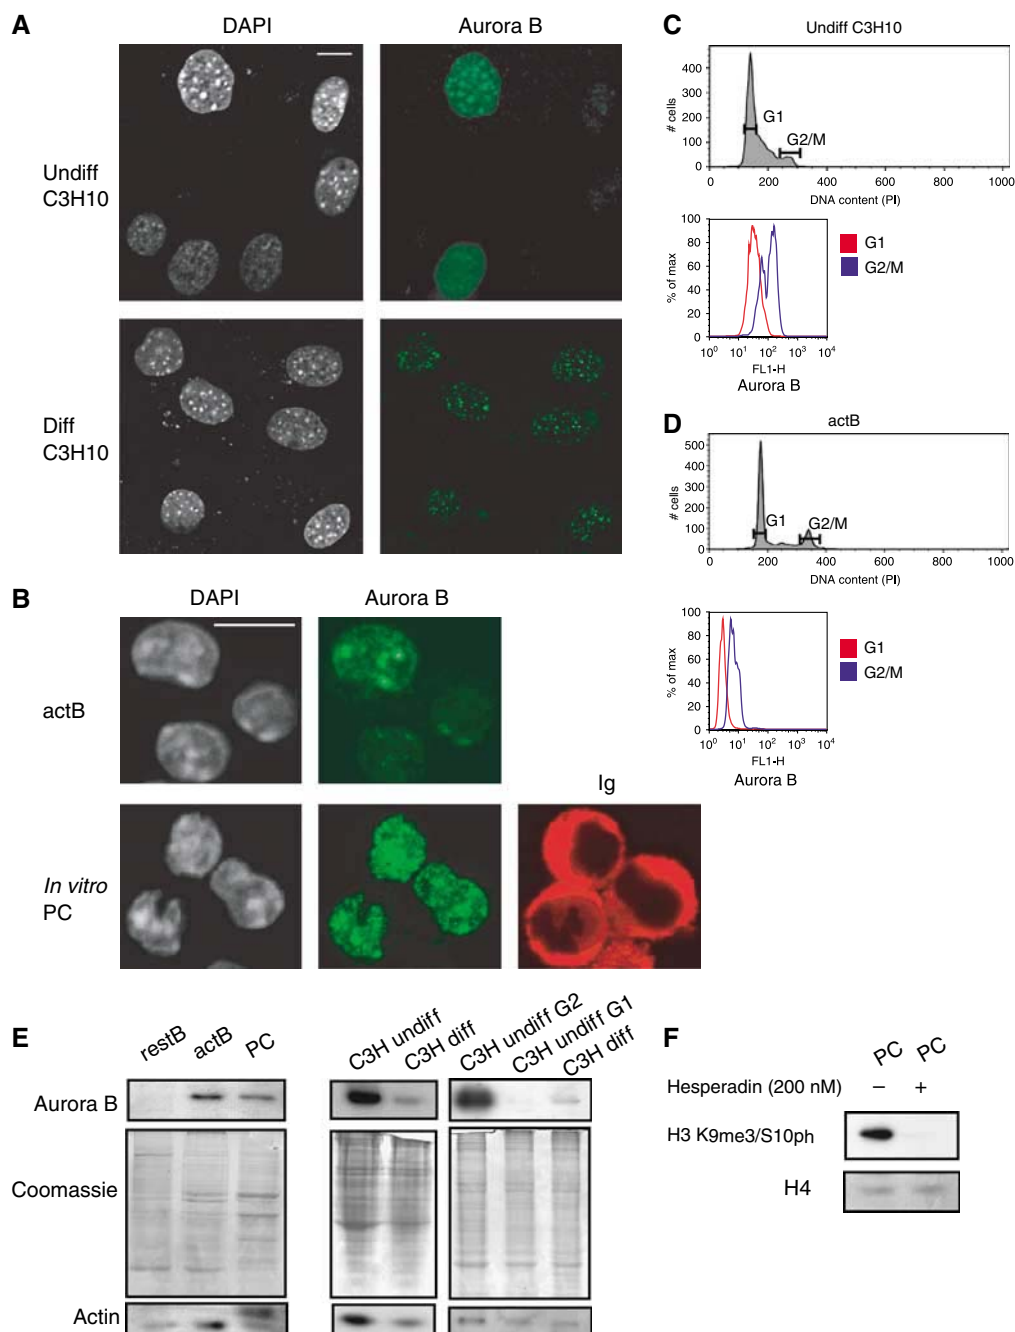 A
DAPI
Aurora B
Undiff
C3H10
Diff
C3H10
B
DAPI
Aurora B
actB
Ig
In vitro
PC
C
Undiff C3H10
# cells
400
300
200
100
0
G1
G2/M
0 200 400 600 800 1000
DNA content (PI)
% of max
100
80
60
40
20
0
10⁰ 10¹ 10² 10³ 10⁴
FL1-H
Aurora B
G1
G2/M
D
actB
# cells
500
400
300
200
100
0
G1
G2/M
0 200 400 600 800 1000
DNA content (PI)
% of max
100
80
60
40
20
0
10⁰ 10¹ 10² 10³ 10⁴
FL1-H
Aurora B
G1
G2/M
E
restB actB PC
C3H undiff C3H diff
C3H undiff G2 C3H undiff G1 C3H diff
Aurora B
Coomassie
Actin
F
PC PC
Hesperadin (200 nM) – +
H3 K9me3/S10ph
H4